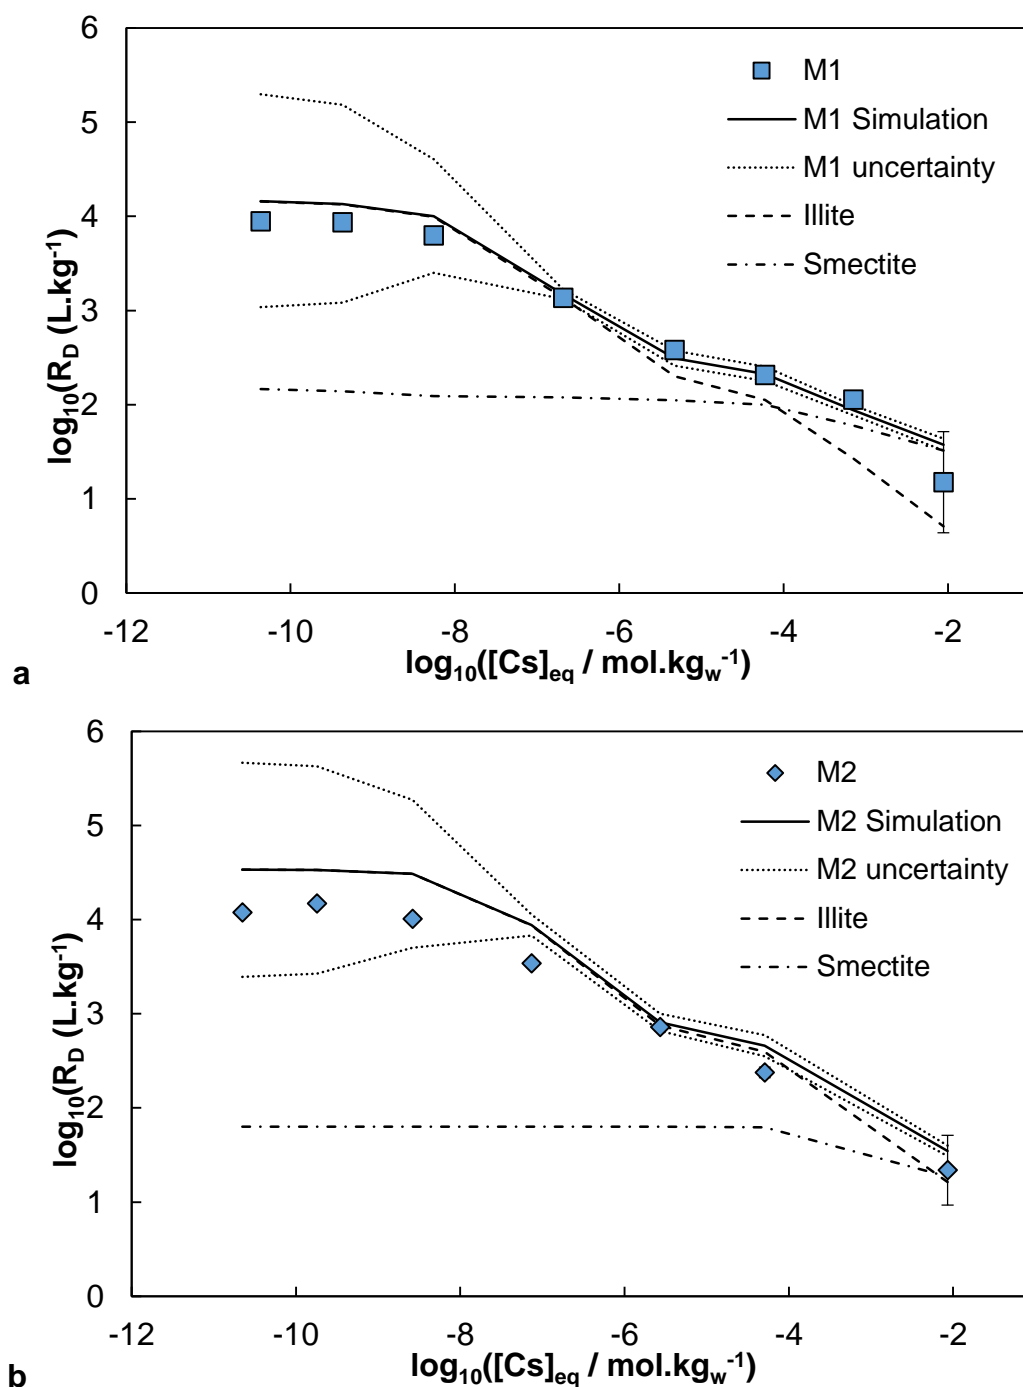 6
5
4
3
2
1
0
log10(RD (L.kg-1)
M1
M1 Simulation
M1 uncertainty
Illite
Smectite
-12 -10 -8 -6 -4 -2
log10([Cs]eq / mol.kgw-1)
a
6
5
4
3
2
1
0
log10(RD (L.kg-1)
M2
M2 Simulation
M2 uncertainty
Illite
Smectite
-12 -10 -8 -6 -4 -2
log10([Cs]eq / mol.kgw-1)
b